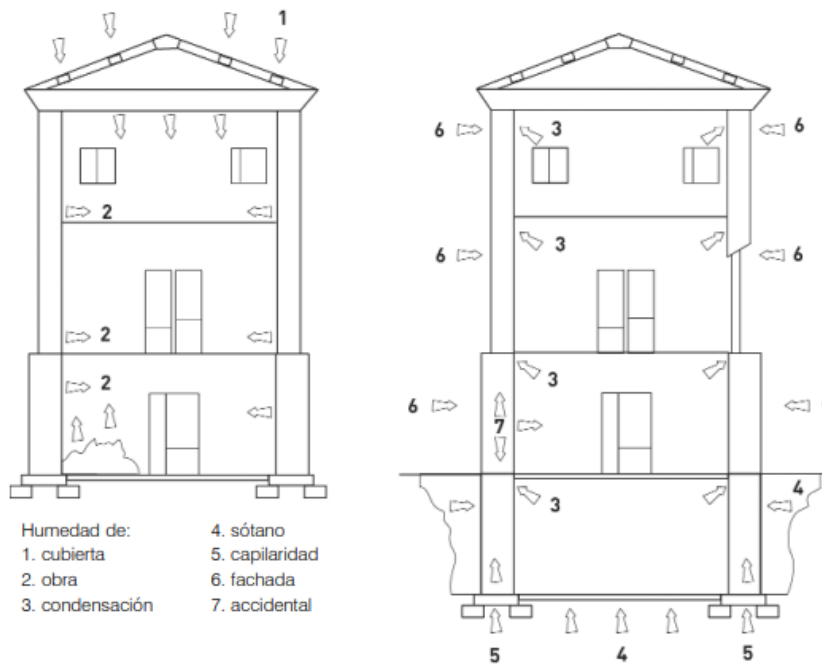 1
2
2
2
6
3
6
6
3
6
3
6
7
3
4
5
4
5
Humedad de:
1. cubierta
2. obra
3. condensación
4. sótano
5. capilaridad
6. fachada
7. accidental